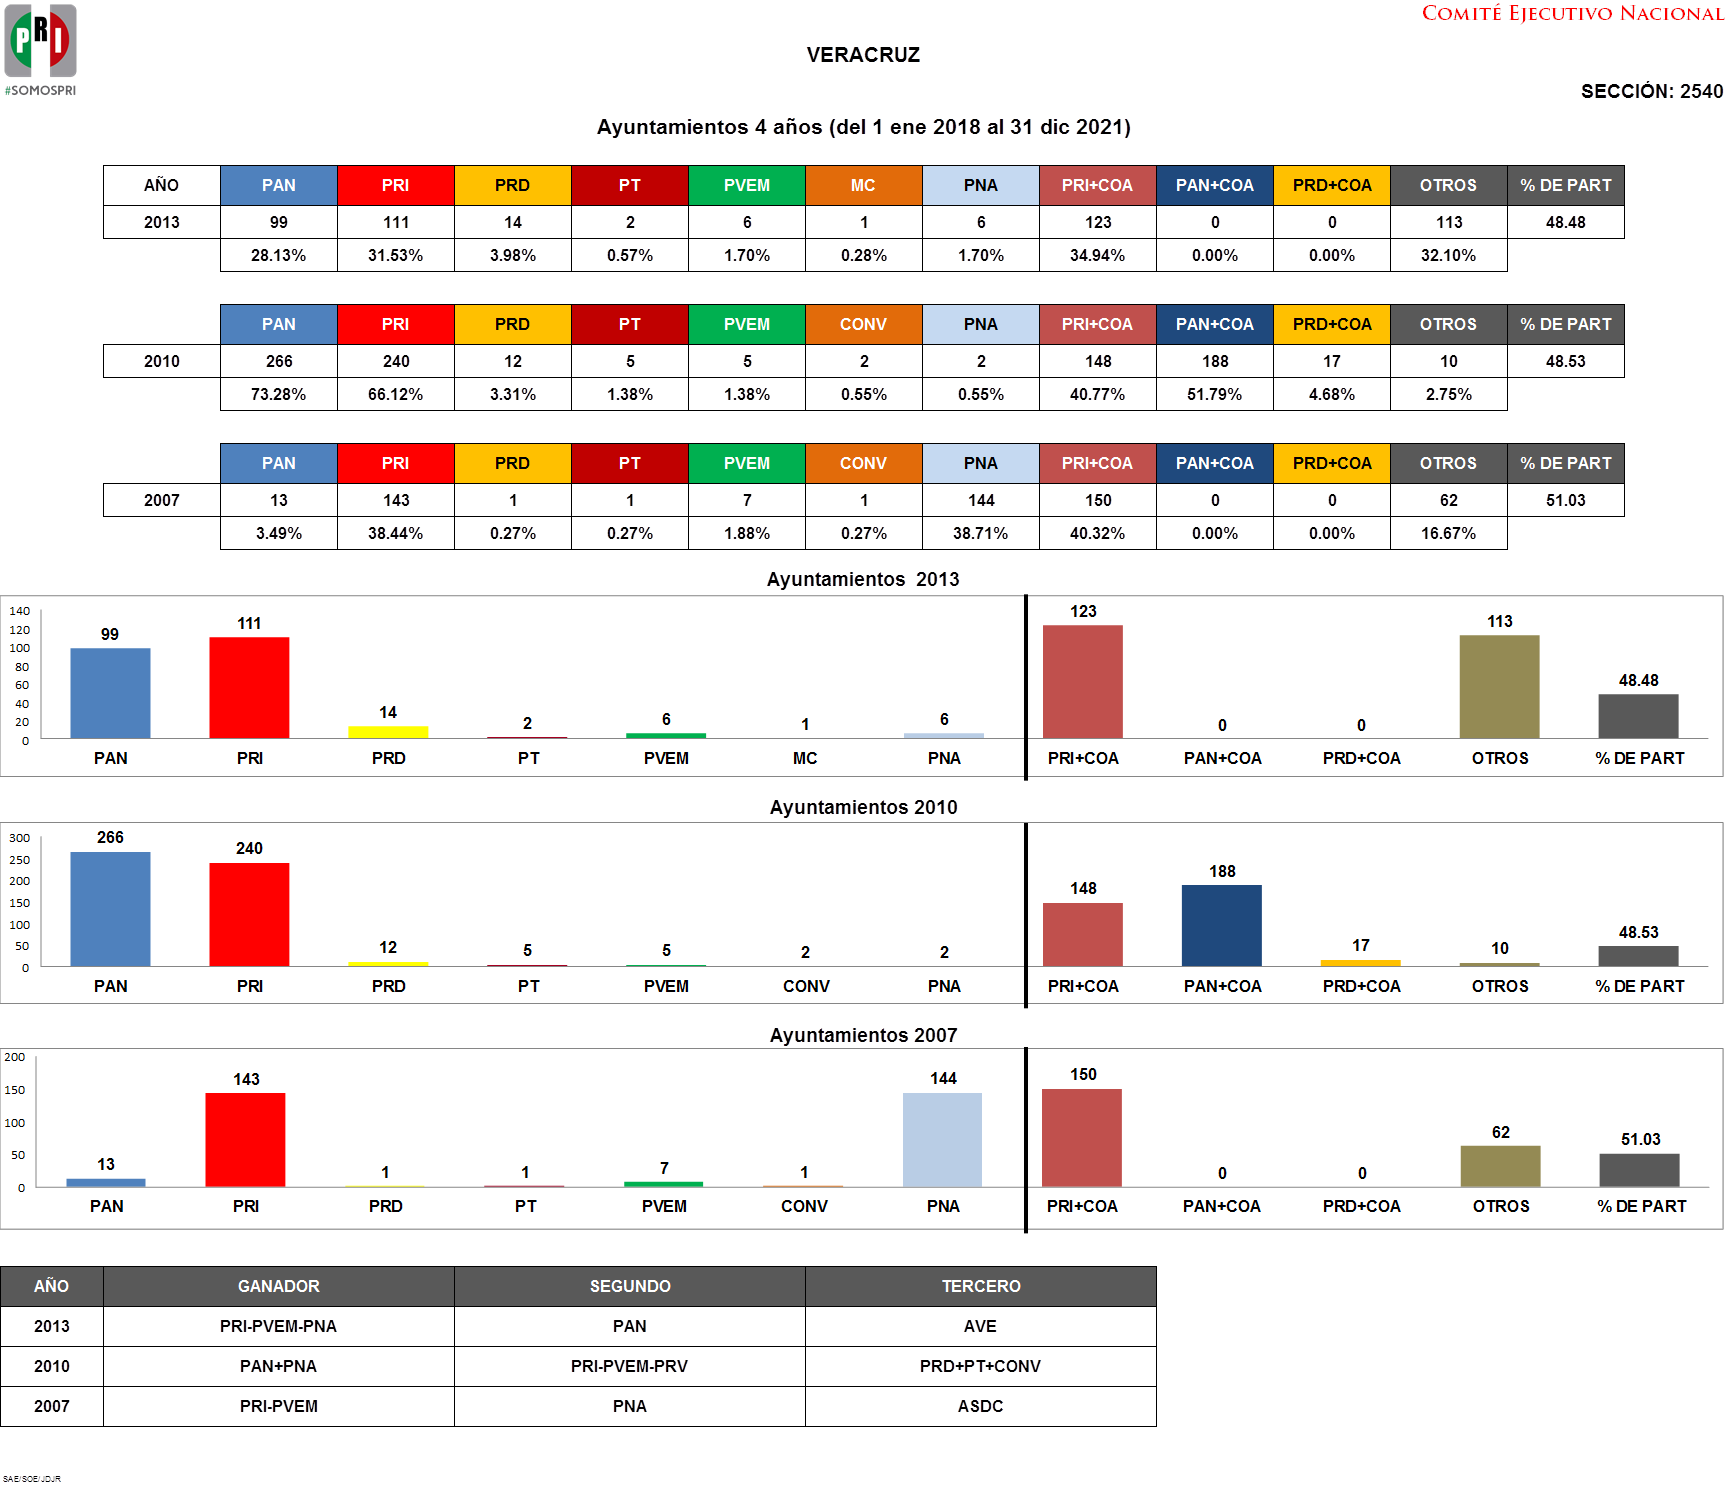 COMITÉ EJECUTIVO NACIONAL
PRI
#SOMOSPRI
VERACRUZ
SECCIÓN: 2540
Ayuntamientos 4 años (del 1 ene 2018 al 31 dic 2021)
AÑO PAN PRI PRD PT PVEM MC PNA PRI+COA PAN+COA PRD+COA OTROS % DE PART
2013 99 111 14 2 6 1 6 123 0 0 113 48.48
28.13% 31.53% 3.98% 0.57% 1.70% 0.28% 1.70% 34.94% 0.00% 0.00% 32.10%
PAN PRI PRD PT PVEM CONV PNA PRI+COA PAN+COA PRD+COA OTROS % DE PART
2010 266 240 12 5 5 2 2 148 188 17 10 48.53
73.28% 66.12% 3.31% 1.38% 1.38% 0.55% 0.55% 40.77% 51.79% 4.68% 2.75%
PAN PRI PRD PT PVEM CONV PNA PRI+COA PAN+COA PRD+COA OTROS % DE PART
2007 13 143 1 1 7 1 144 150 0 0 62 51.03
3.49% 38.44% 0.27% 0.27% 1.88% 0.27% 38.71% 40.32% 0.00% 0.00% 16.67%
Ayuntamientos 2013
140
120
100
80
60
40
20
0
99 111 14 2 6 1 6 123 0 0 113 48.48
PAN PRI PRD PT PVEM MC PNA PRI+COA PAN+COA PRD+COA OTROS % DE PART
Ayuntamientos 2010
300
250
200
150
100
50
0
266 240 12 5 5 2 2 148 188 17 10 48.53
PAN PRI PRD PT PVEM CONV PNA PRI+COA PAN+COA PRD+COA OTROS % DE PART
Ayuntamientos 2007
200
150
100
50
0
13 143 1 1 7 1 144 150 0 0 62 51.03
PAN PRI PRD PT PVEM CONV PNA PRI+COA PAN+COA PRD+COA OTROS % DE PART
AÑO GANADOR SEGUNDO TERCERO
2013 PRI-PVEM-PNA PAN AVE
2010 PAN+PNA PRI-PVEM-PRV PRD+PT+CONV
2007 PRI-PVEM PNA ASDC
SAE/SOE/JDJR